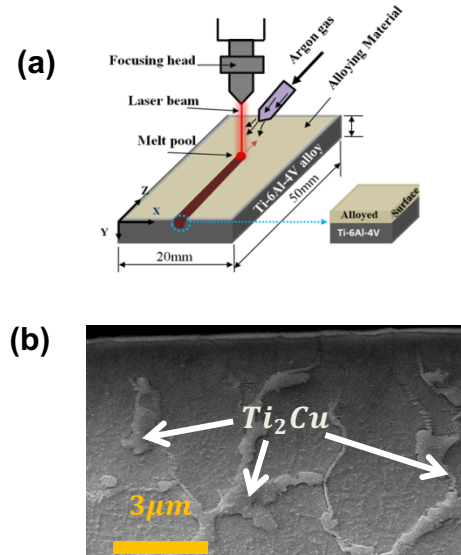 (a)
Focusing head
Laser beam
Melt pool
Argon gas
Alloying Material
Ti-6Al-4V alloy
50mm
20mm
Z
X
Y
Alloyed
Surface
Ti-6Al-4V
(b)
Ti₂Cu
3μm